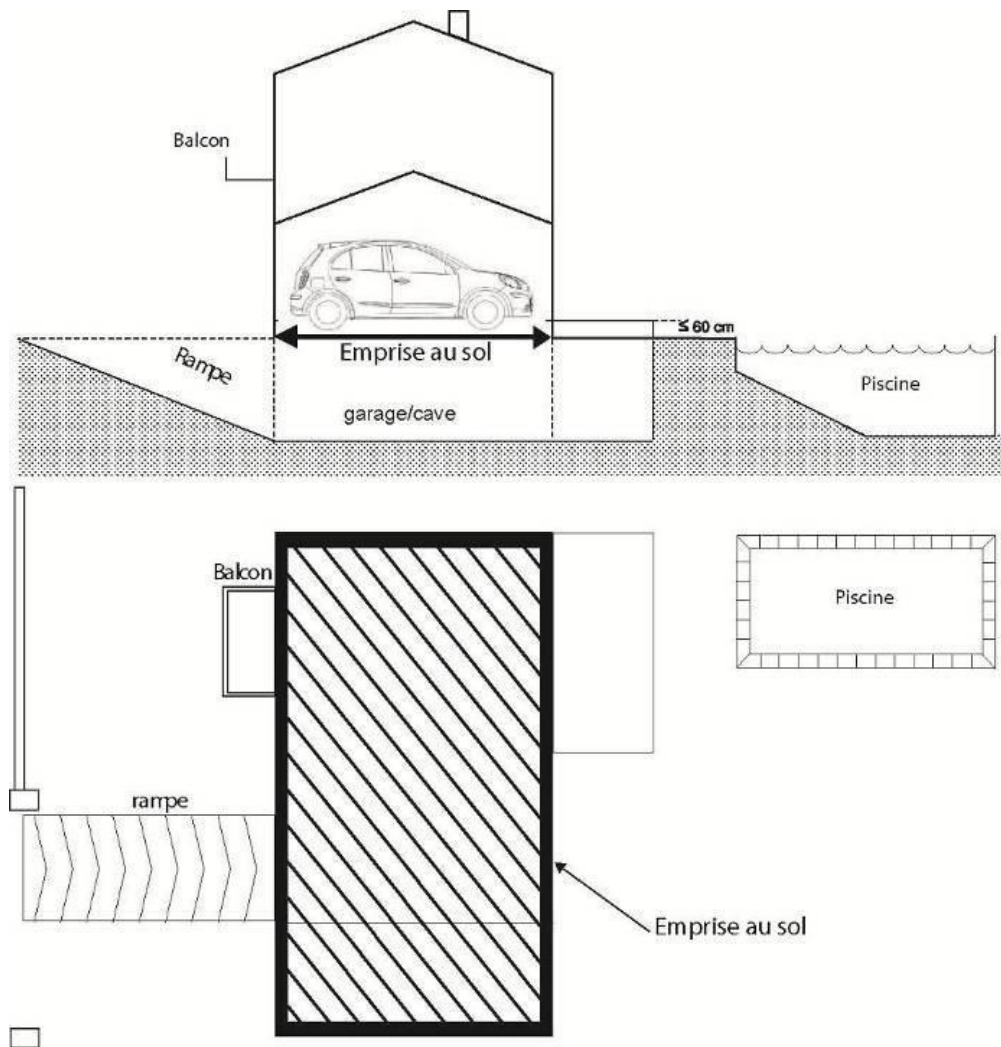 Balcon
≤ 60 cm
Emprise au sol
Rampe
Piscine
garage/cave
Balcon
Piscine
rampe
Emprise au sol